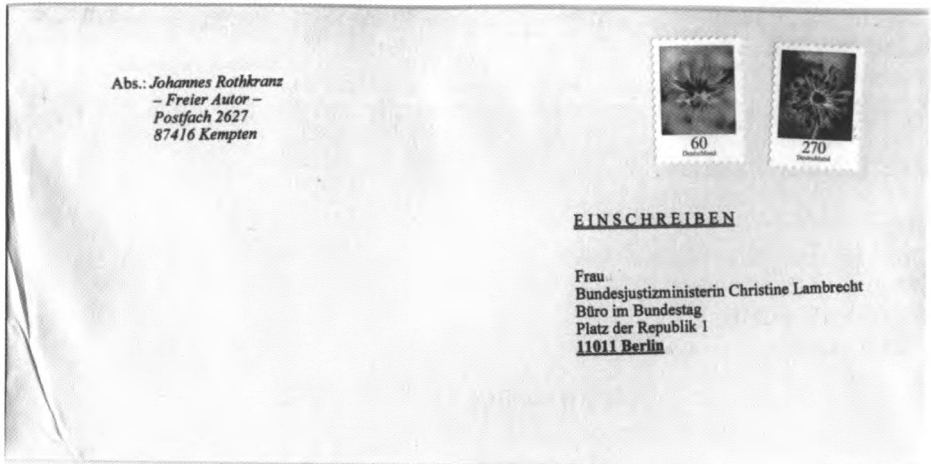 Abs.: Johannes Rothkranz
– Freier Autor –
Postfach 2627
87416 Kempten
60
Deutschland
270
Deutschland
EINSCHREIBEN
Frau
Bundesjustizministerin Christine Lambrecht
Büro im Bundestag
Platz der Republik 1
11011 Berlin